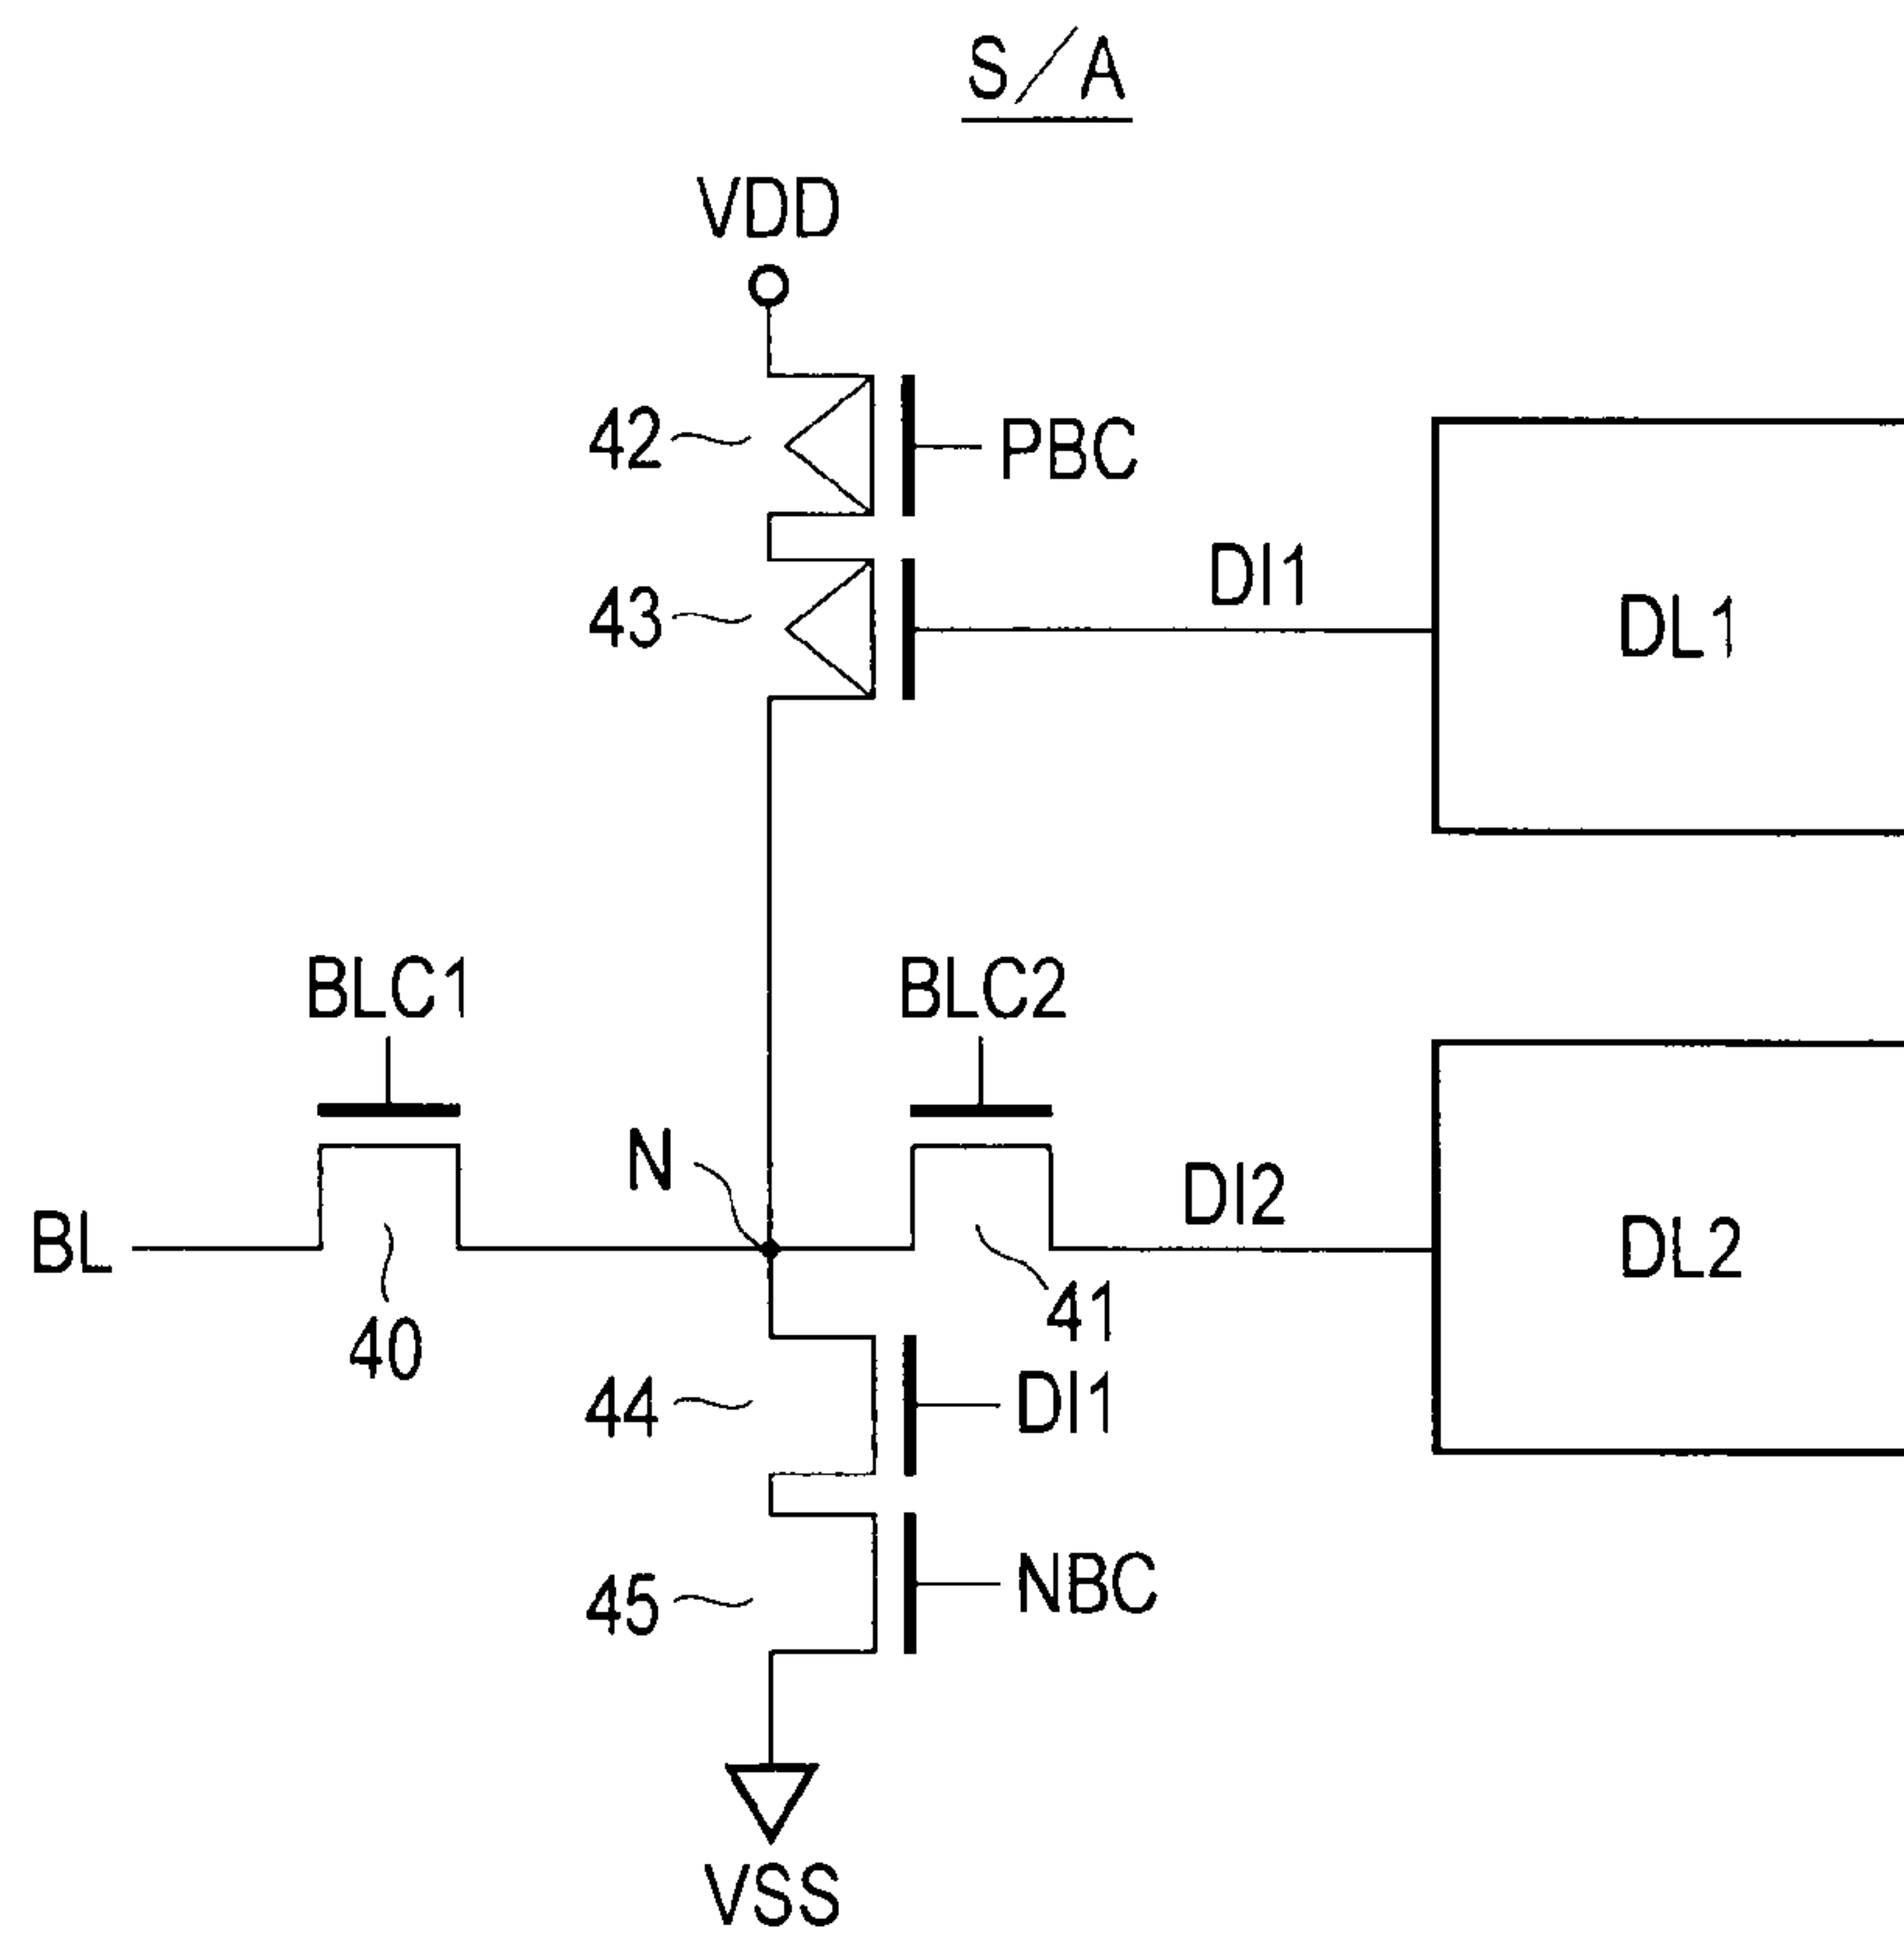 S/A
VDD
42
PBC
DI1
43
DL1
BLC1
BLC2
N
DI2
BL
DL2
41
40
44
DI1
45
NBC
VSS